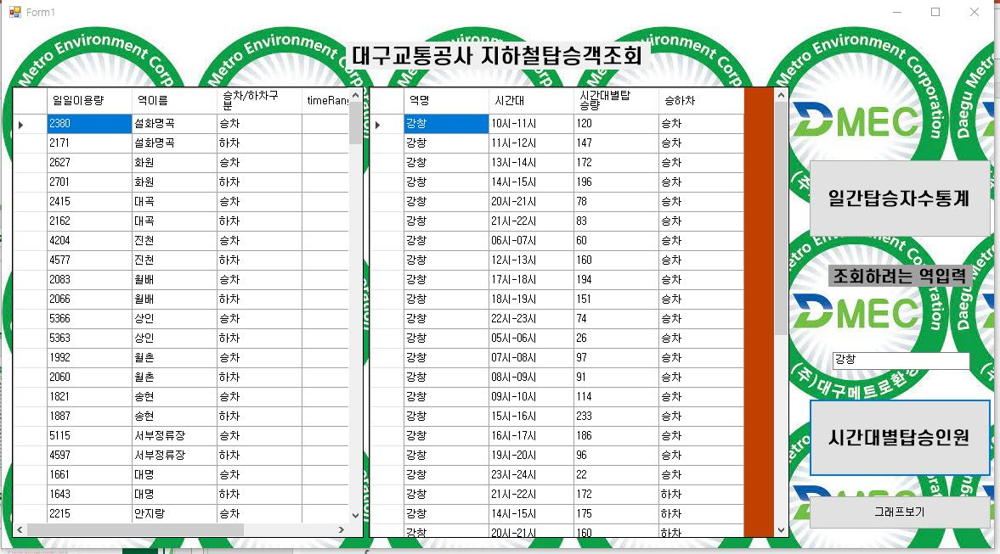 Form1
대구교통공사 지하철탑승객조회
일일이용량 역이름 승차/하차구분 timeRang
2380 설화명곡 승차
2171 설화명곡 하차
2627 화원 승차
2701 화원 하차
2415 대곡 승차
2162 대곡 하차
4204 진천 승차
4577 진천 하차
2083 월배 승차
2066 월배 하차
5366 상인 승차
5363 상인 하차
1992 월촌 승차
2060 월촌 하차
1821 송현 승차
1887 송현 하차
5115 서부정류장 승차
4597 서부정류장 하차
1661 대명 승차
1643 대명 하차
2215 안지랑 승차
역명 시간대 시간대별탑승량 승하차
강창 10시-11시 120 승차
강창 11시-12시 147 승차
강창 13시-14시 172 승차
강창 14시-15시 196 승차
강창 20시-21시 78 승차
강창 21시-22시 83 승차
강창 06시-07시 60 승차
강창 12시-13시 160 승차
강창 17시-18시 194 승차
강창 18시-19시 151 승차
강창 22시-23시 74 승차
강창 05시-06시 26 승차
강창 07시-08시 97 승차
강창 08시-09시 91 승차
강창 09시-10시 114 승차
강창 15시-16시 233 승차
강창 16시-17시 186 승차
강창 19시-20시 96 승차
강창 23시-24시 22 승차
강창 21시-22시 172 하차
강창 14시-15시 175 하차
강창 20시-21시 160 하차
일간탑승자수통계
조회하려는 역입력
강창
시간대별탑승인원
그래프보기
Metro Environment Corporation
DMEC
Daegu Metro
(주)대구메트로환경
DMEC